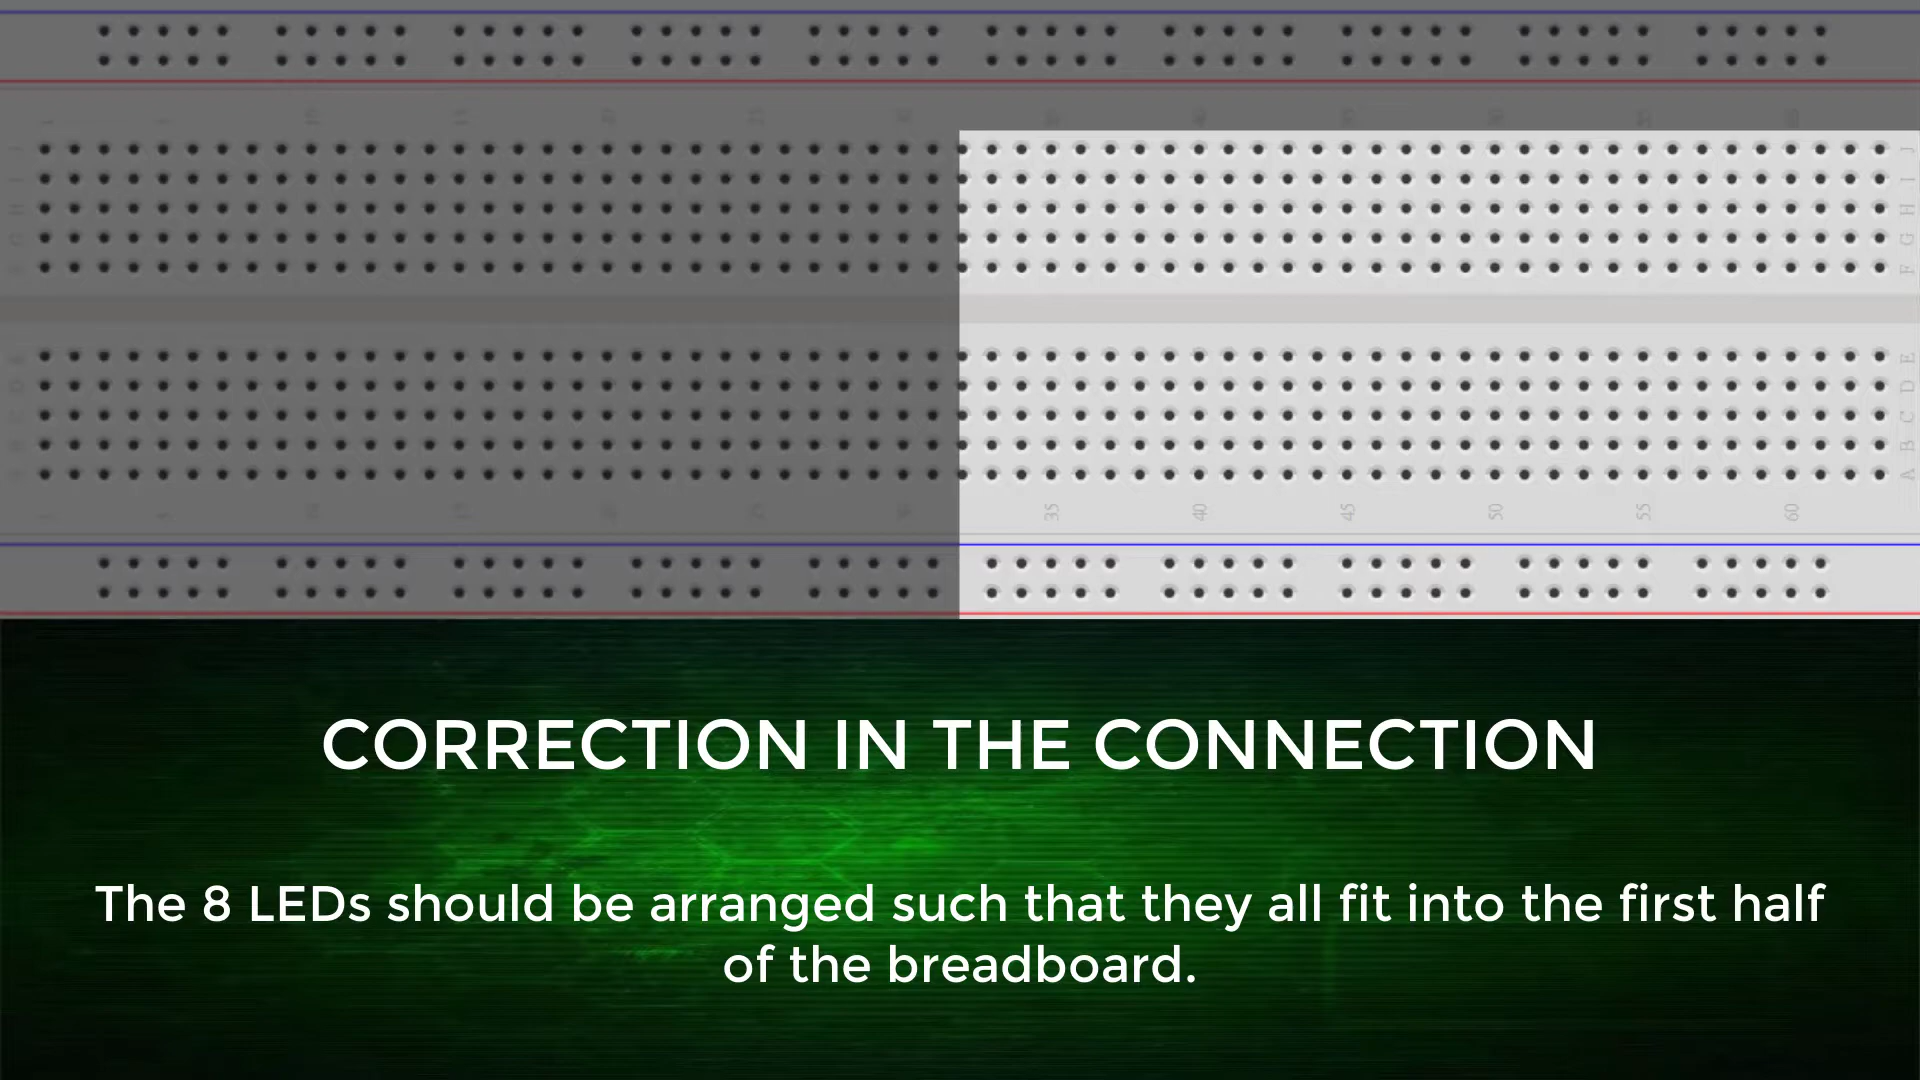 J
I
H
G
F
E
D
C
B
A
35 40 45 50 55 60
CORRECTION IN THE CONNECTION
The 8 LEDs should be arranged such that they all fit into the first half
of the breadboard.